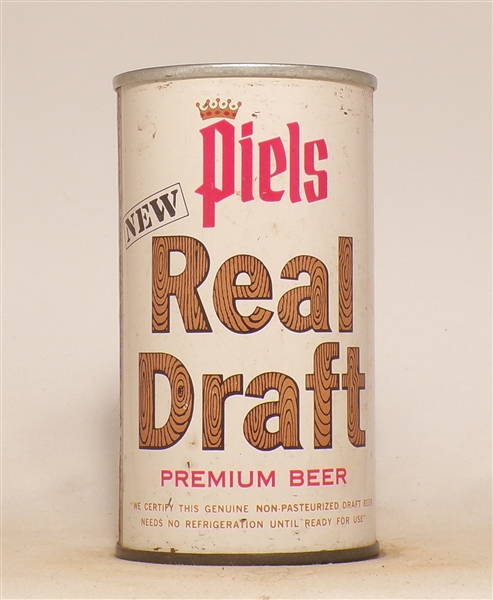 Piels
NEW
Real
Draft
PREMIUM BEER
"WE CERTIFY THIS GENUINE NON-PASTEURIZED DRAFT BEER
NEEDS NO REFRIGERATION UNTIL READY FOR USE"